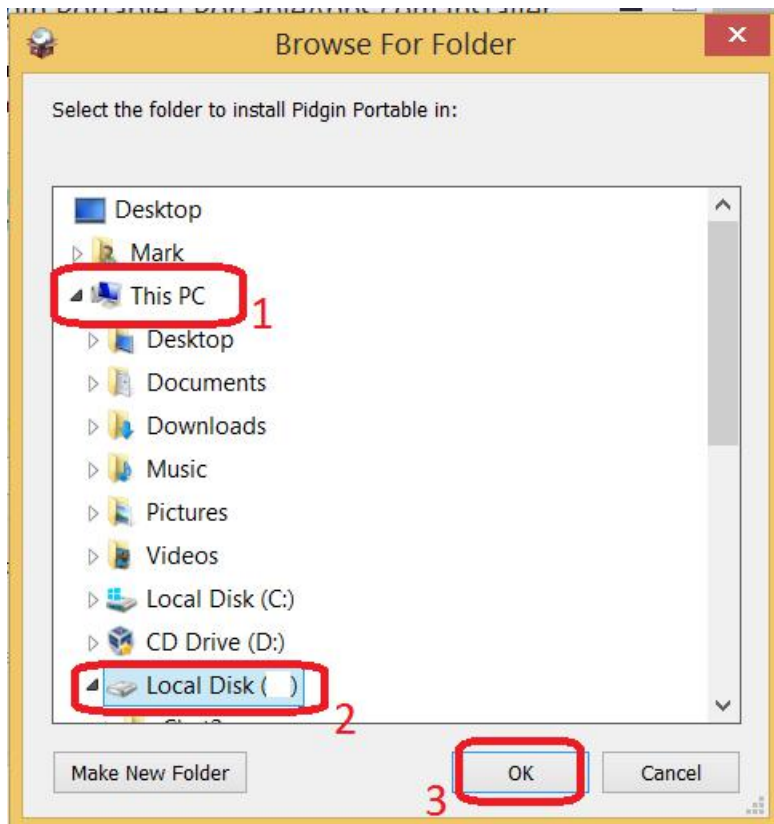 Browse For Folder
Select the folder to install Pidgin Portable in:
Desktop
Mark
This PC
1
Desktop
Documents
Downloads
Music
Pictures
Videos
Local Disk (C:)
CD Drive (D:)
Local Disk ( )
2
Make New Folder
OK
Cancel
3